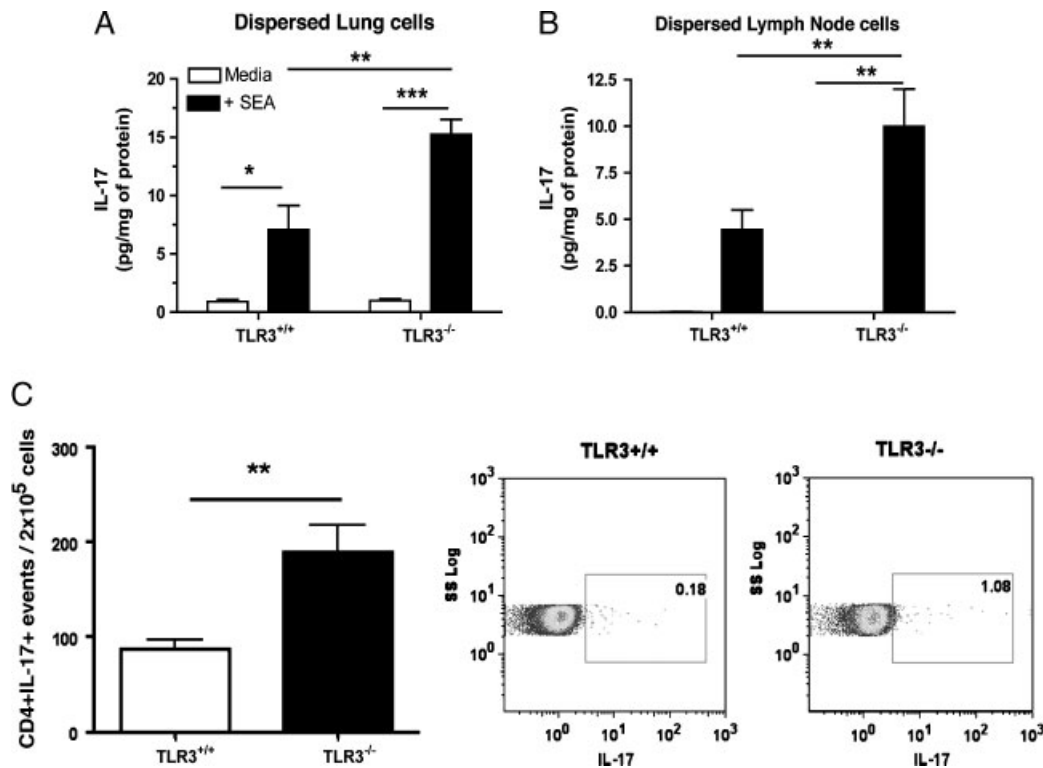 A
Dispersed Lung cells
Media
+ SEA
**
***
*
IL-17
(pg/mg of protein)
20
15
10
5
0
TLR3+/+
TLR3-/-
B
Dispersed Lymph Node cells
**
**
IL-17
(pg/mg of protein)
12.5
10.0
7.5
5.0
2.5
0.0
TLR3+/+
TLR3-/-
C
CD4+IL-17+ events / 2x10⁵ cells
300
200
100
0
**
TLR3+/+
TLR3-/-
TLR3+/+
SS Log
10³
10²
10¹
10⁰
0.18
10⁰ 10¹ 10² 10³
IL-17
TLR3-/-
SS Log
10³
10²
10¹
10⁰
1.08
10⁰ 10¹ 10² 10³
IL-17